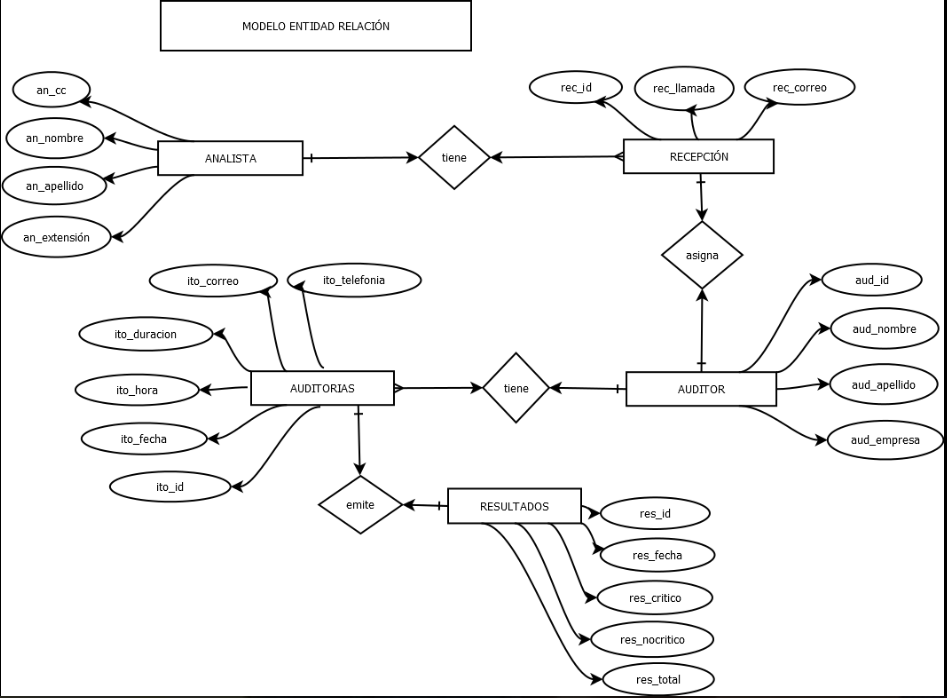 MODELO ENTIDAD RELACIÓN
an_cc
an_nombre
an_apellido
an_extensión
ANALISTA
tiene
rec_id
rec_llamada
rec_correo
RECEPCIÓN
asigna
ito_correo
ito_telefonia
ito_duracion
ito_hora
ito_fecha
ito_id
AUDITORIAS
tiene
AUDITOR
aud_id
aud_nombre
aud_apellido
aud_empresa
emite
RESULTADOS
res_id
res_fecha
res_critico
res_nocritico
res_total